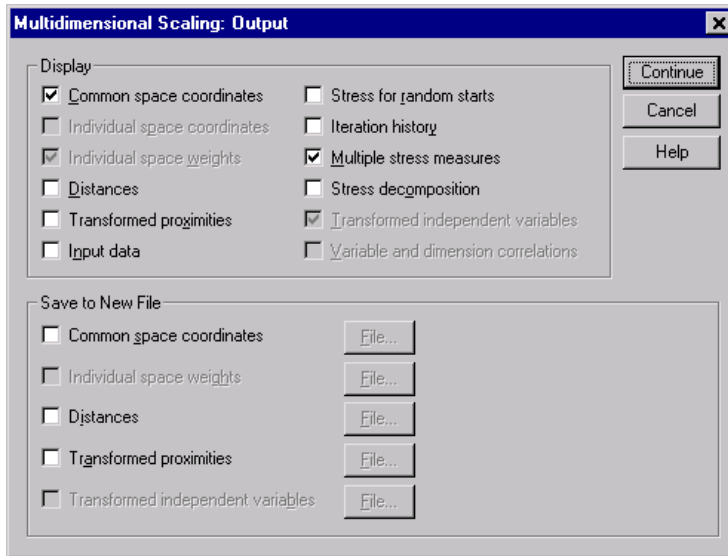 Multidimensional Scaling: Output
Display
Common space coordinates
Individual space coordinates
Individual space weights
Distances
Transformed proximities
Input data
Stress for random starts
Iteration history
Multiple stress measures
Stress decomposition
Transformed independent variables
Variable and dimension correlations
Continue
Cancel
Help
Save to New File
Common space coordinates File...
Individual space weights File...
Distances File...
Transformed proximities File...
Transformed independent variables File...